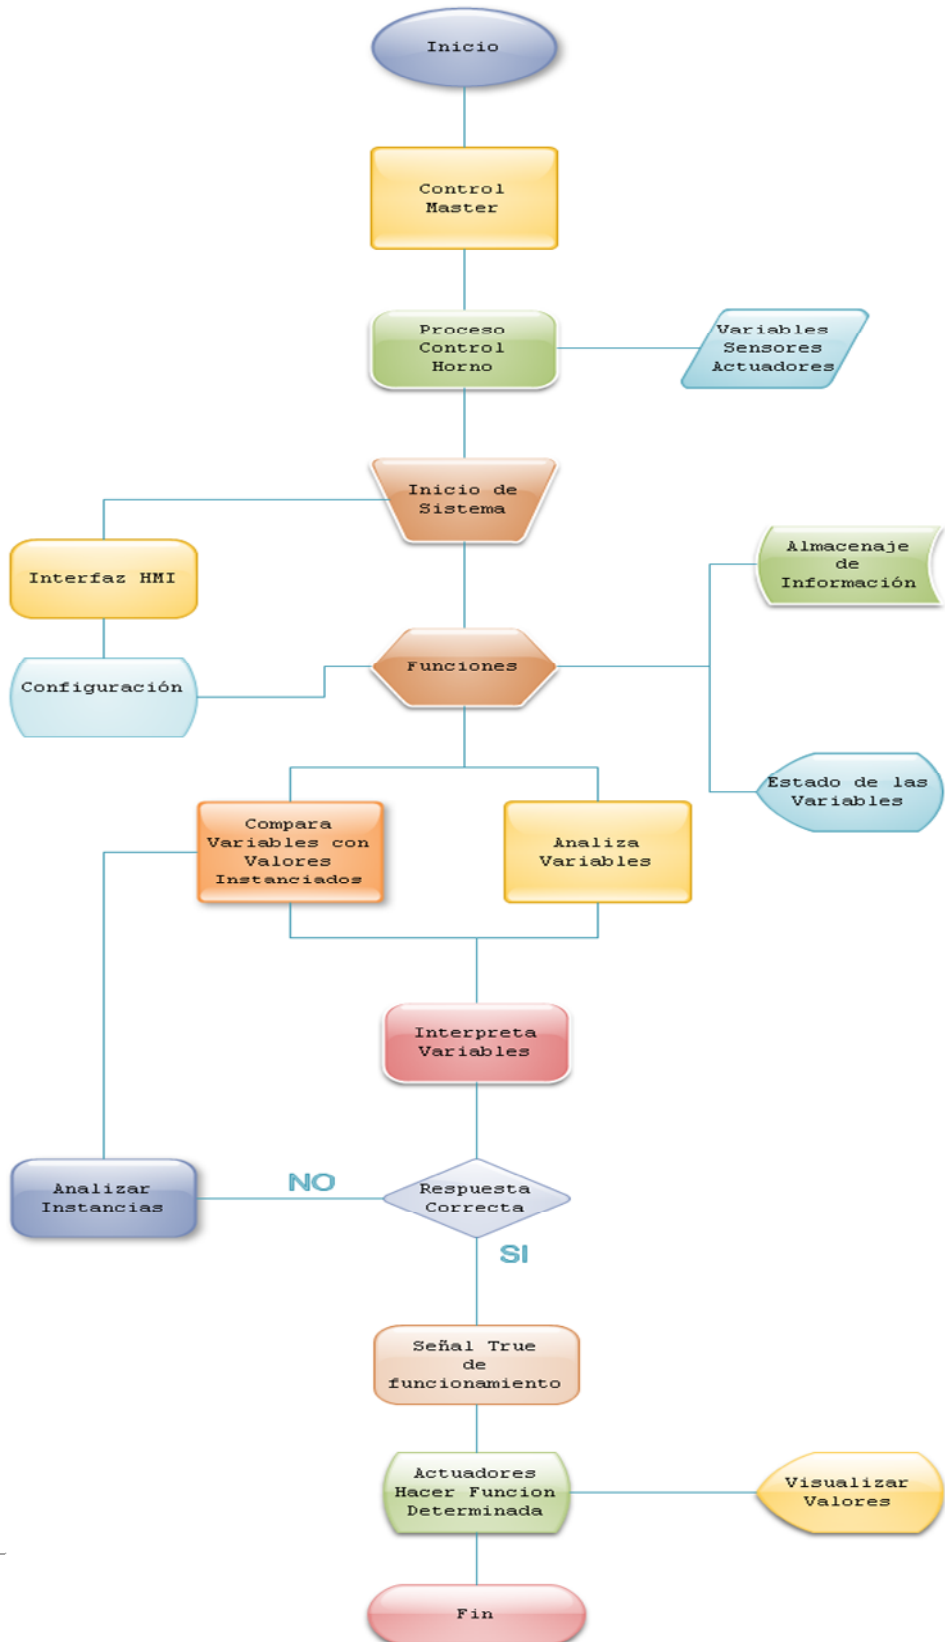 Inicio
Control
Master
Proceso
Control
Horno
Variables
Sensores
Actuadores
Inicio de
Sistema
Interfaz HMI
Almacenaje
de
Información
Configuración
Funciones
Estado de las
Variables
Compara
Variables con
Valores
Instanciados
Analiza
Variables
Interpreta
Variables
Analizar
Instancias
NO
Respuesta
Correcta
SI
Señal True
de
funcionamiento
Actuadores
Hacer Funcion
Determinada
Visualizar
Valores
Fin